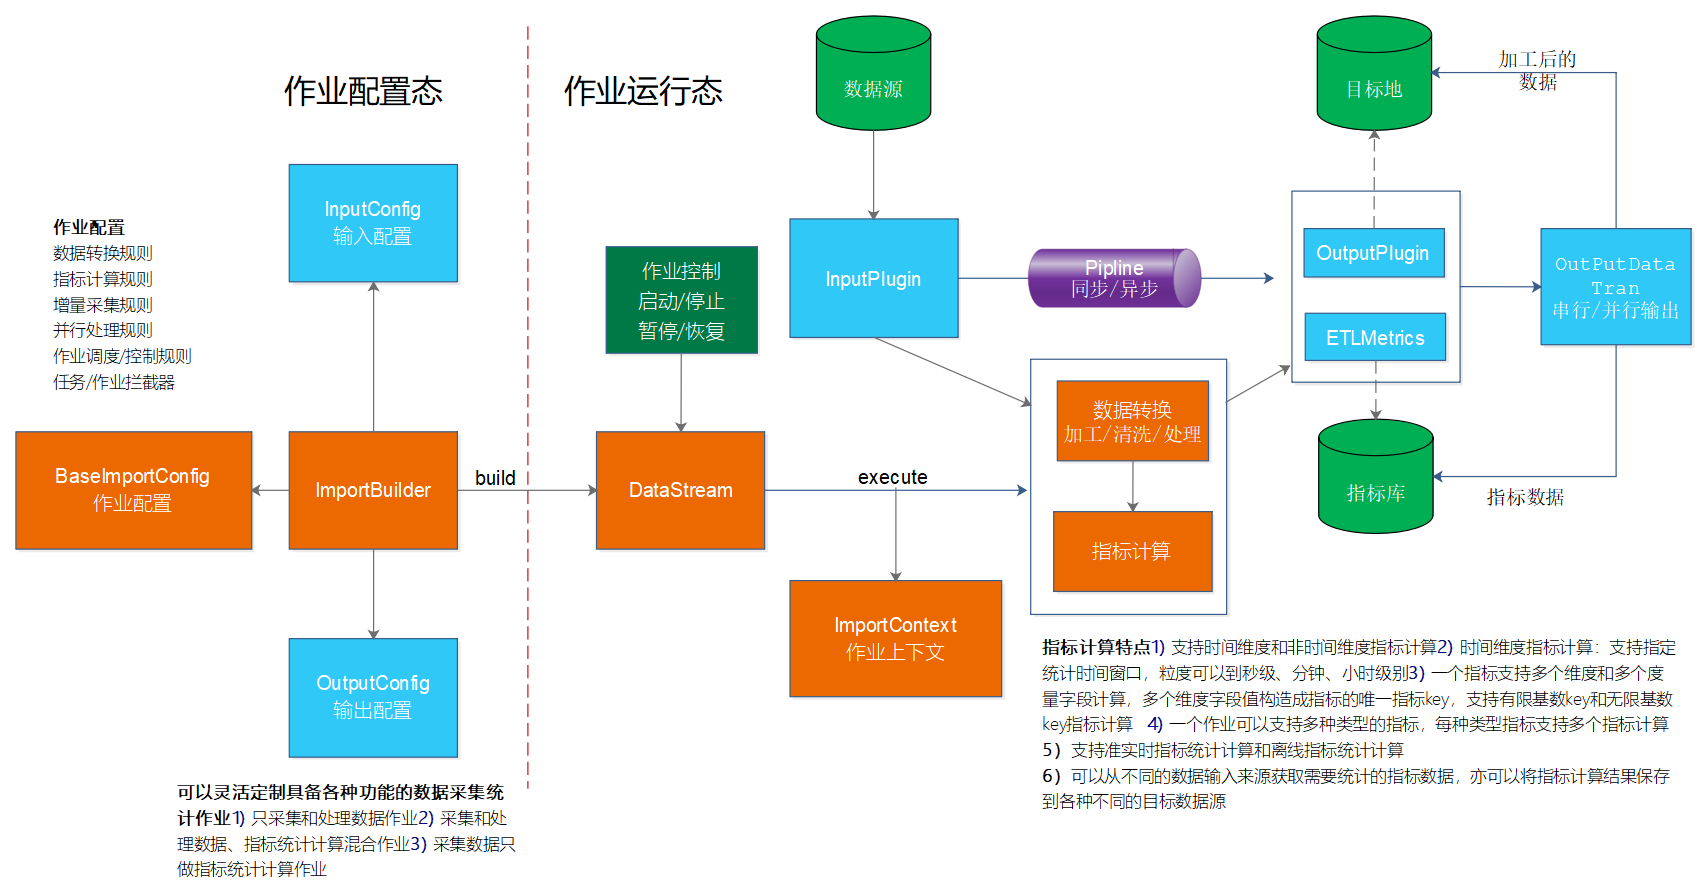 作业配置态
作业运行态
数据源
目标地
加工后的
数据
InputConfig
输入配置
作业配置
数据转换规则
指标计算规则
增量采集规则
并行处理规则
作业调度/控制规则
任务/作业拦截器
作业控制
启动/停止
暂停/恢复
InputPlugin
Pipline
同步/异步
OutputPlugin
ETLMetrics
OutPutData
Tran
串行/并行输出
数据转换
加工/清洗/处理
BaseImportConfig
作业配置
ImportBuilder
build
DataStream
execute
指标库
指标数据
指标计算
ImportContext
作业上下文
OutputConfig
输出配置
指标计算特点1) 支持时间维度和非时间维度指标计算2) 时间维度指标计算：支持指定
统计时间窗口，粒度可以到秒级、分钟、小时级别3) 一个指标支持多个维度和多个度
量字段计算，多个维度字段值构造成指标的唯一指标key，支持有限基数key和无限基数
key指标计算 4) 一个作业可以支持多种类型的指标，每种类型指标支持多个指标计算
5）支持准实时指标统计计算和离线指标统计计算
6）可以从不同的数据输入来源获取需要统计的指标数据，亦可以将指标计算结果保存
到各种不同的目标数据源
可以灵活定制具备各种功能的数据采集统
计作业1) 只采集和处理数据作业2) 采集和处
理数据、指标统计计算混合作业3) 采集数据只
做指标统计计算作业